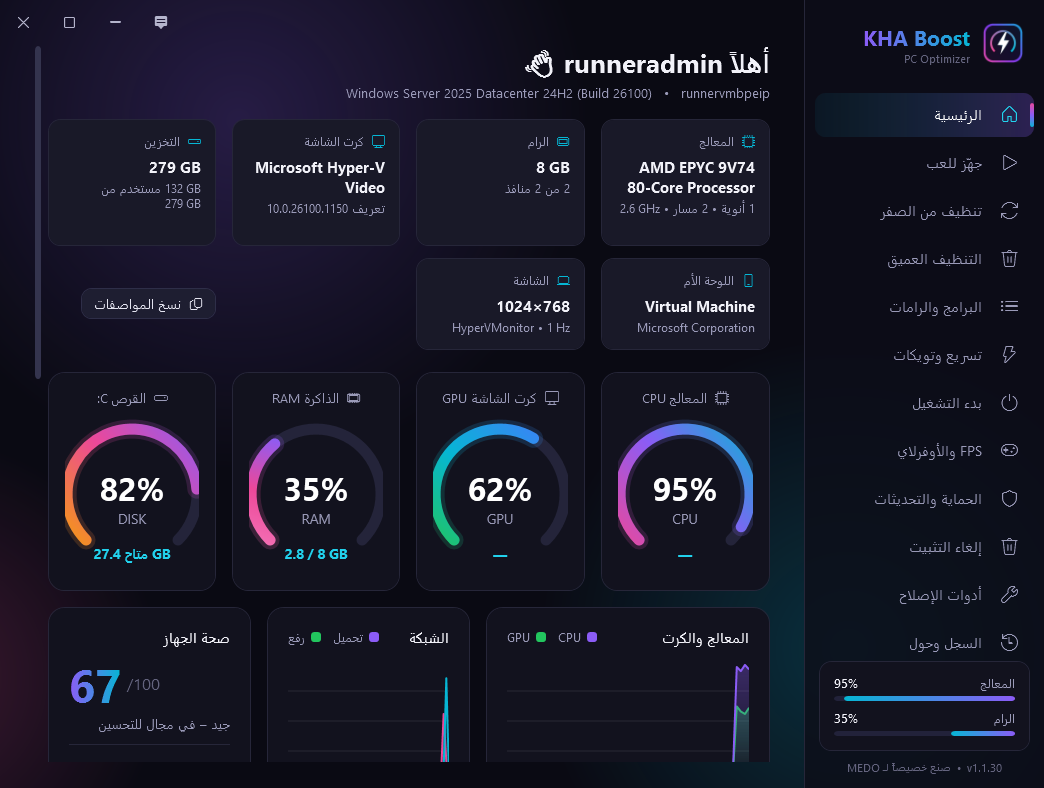 KHA Boost
PC Optimizer
الرئيسية
جهّز للعب
تنظيف من الصفر
التنظيف العميق
البرامج والرامات
تسريع وتويكات
بدء التشغيل
FPS والأوفرلاي
الحماية والتحديثات
إلغاء التثبيت
أدوات الإصلاح
السجل وحول
المعالج 95%
الرام 35%
صنع خصيصاً لـ MEDO • v1.1.30
أهلاً runneradmin 👋
Windows Server 2025 Datacenter 24H2 (Build 26100) • runnervmbpeip
المعالج
AMD EPYC 9V74
80-Core Processor
1 أنوية • 2 مسار • 2.6 GHz
الرام
8 GB
2 من 2 منافذ
كرت الشاشة
Microsoft Hyper-V
Video
تعريف 10.0.26100.1150
التخزين
279 GB
132 GB مستخدم من
279 GB
اللوحة الأم
Virtual Machine
Microsoft Corporation
الشاشة
1024×768
HyperVMonitor • 1 Hz
نسخ المواصفات
المعالج CPU
95%
CPU
—
كرت الشاشة GPU
62%
GPU
—
الذاكرة RAM
35%
RAM
2.8 / 8 GB
القرص C:
82%
DISK
27.4 متاح GB
المعالج والكرت
CPU
GPU
الشبكة
تحميل
رفع
صحة الجهاز
67 /100
جيد – في مجال للتحسين